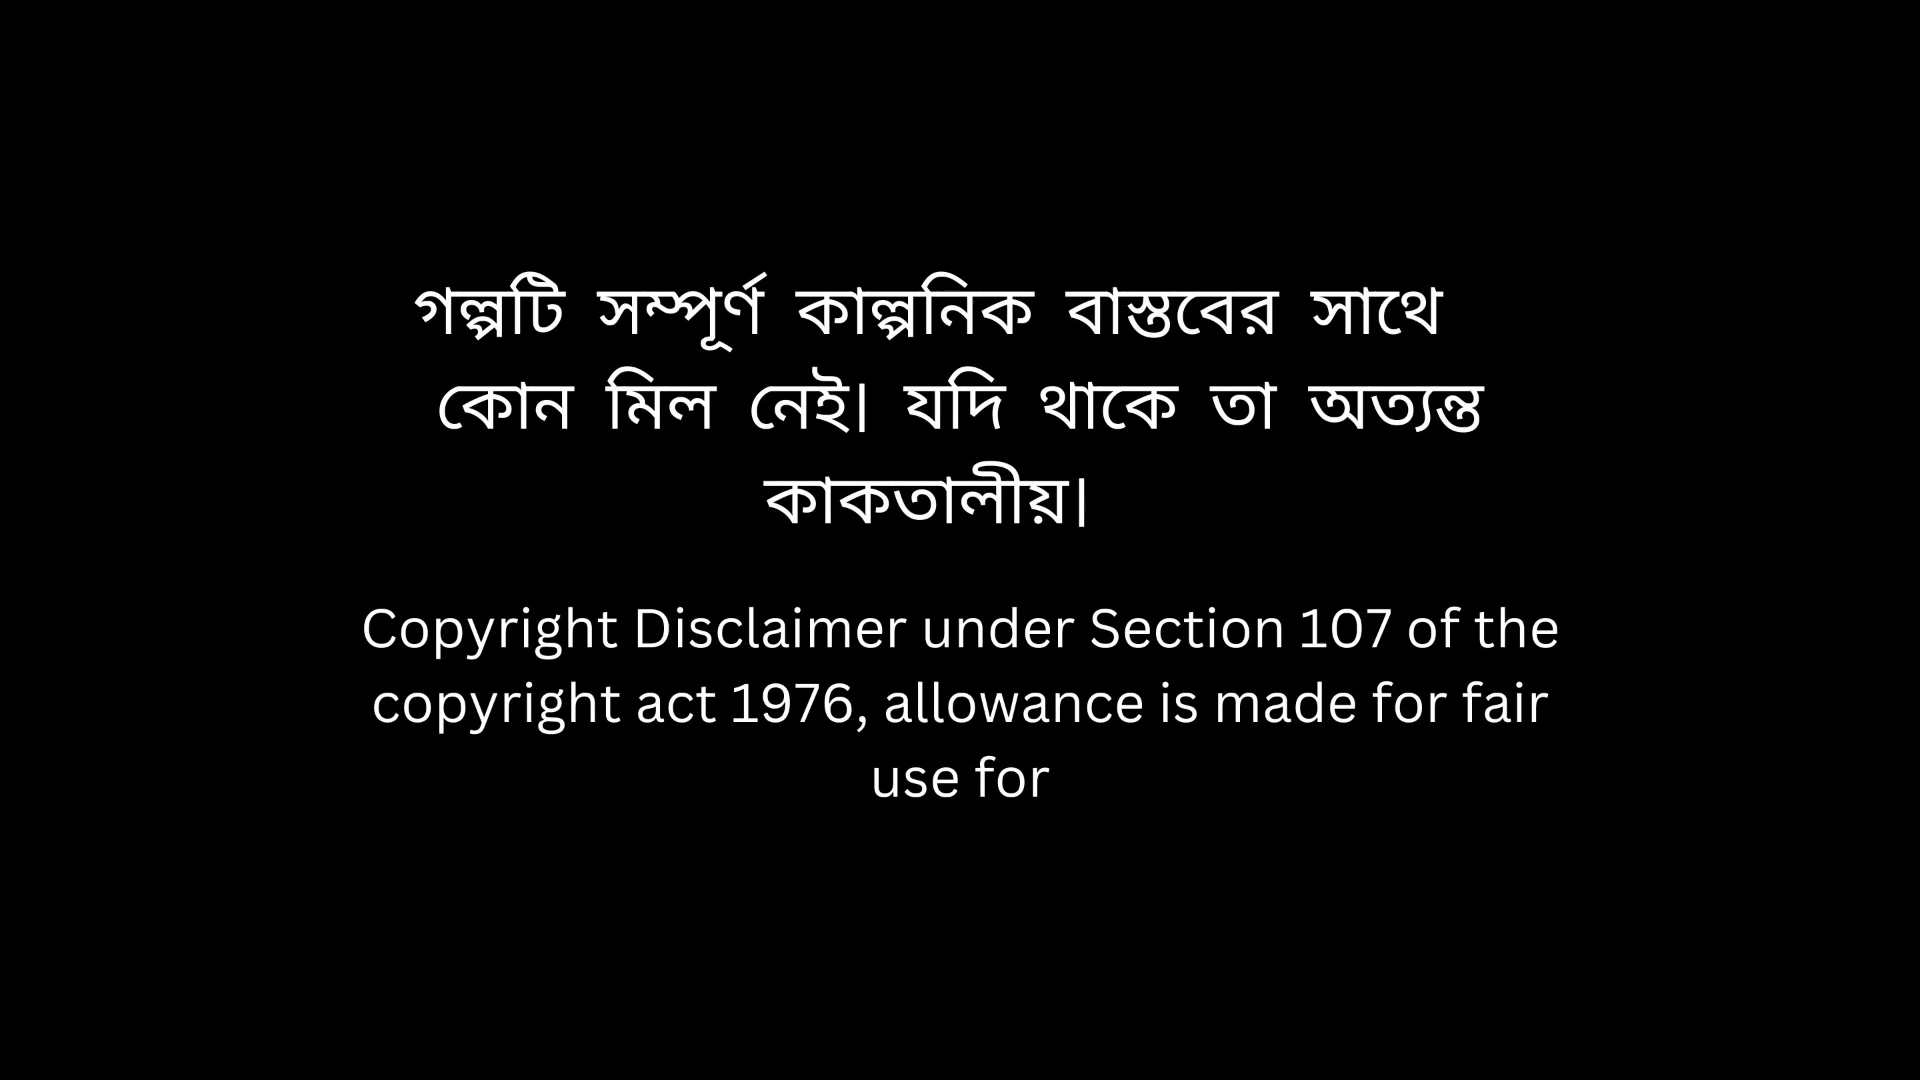 গল্পটি সম্পূর্ণ কাল্পনিক বাস্তবের সাথে
কোন মিল নেই। যদি থাকে তা অত্যন্ত
কাকতালীয়।
Copyright Disclaimer under Section 107 of the
copyright act 1976, allowance is made for fair
use for